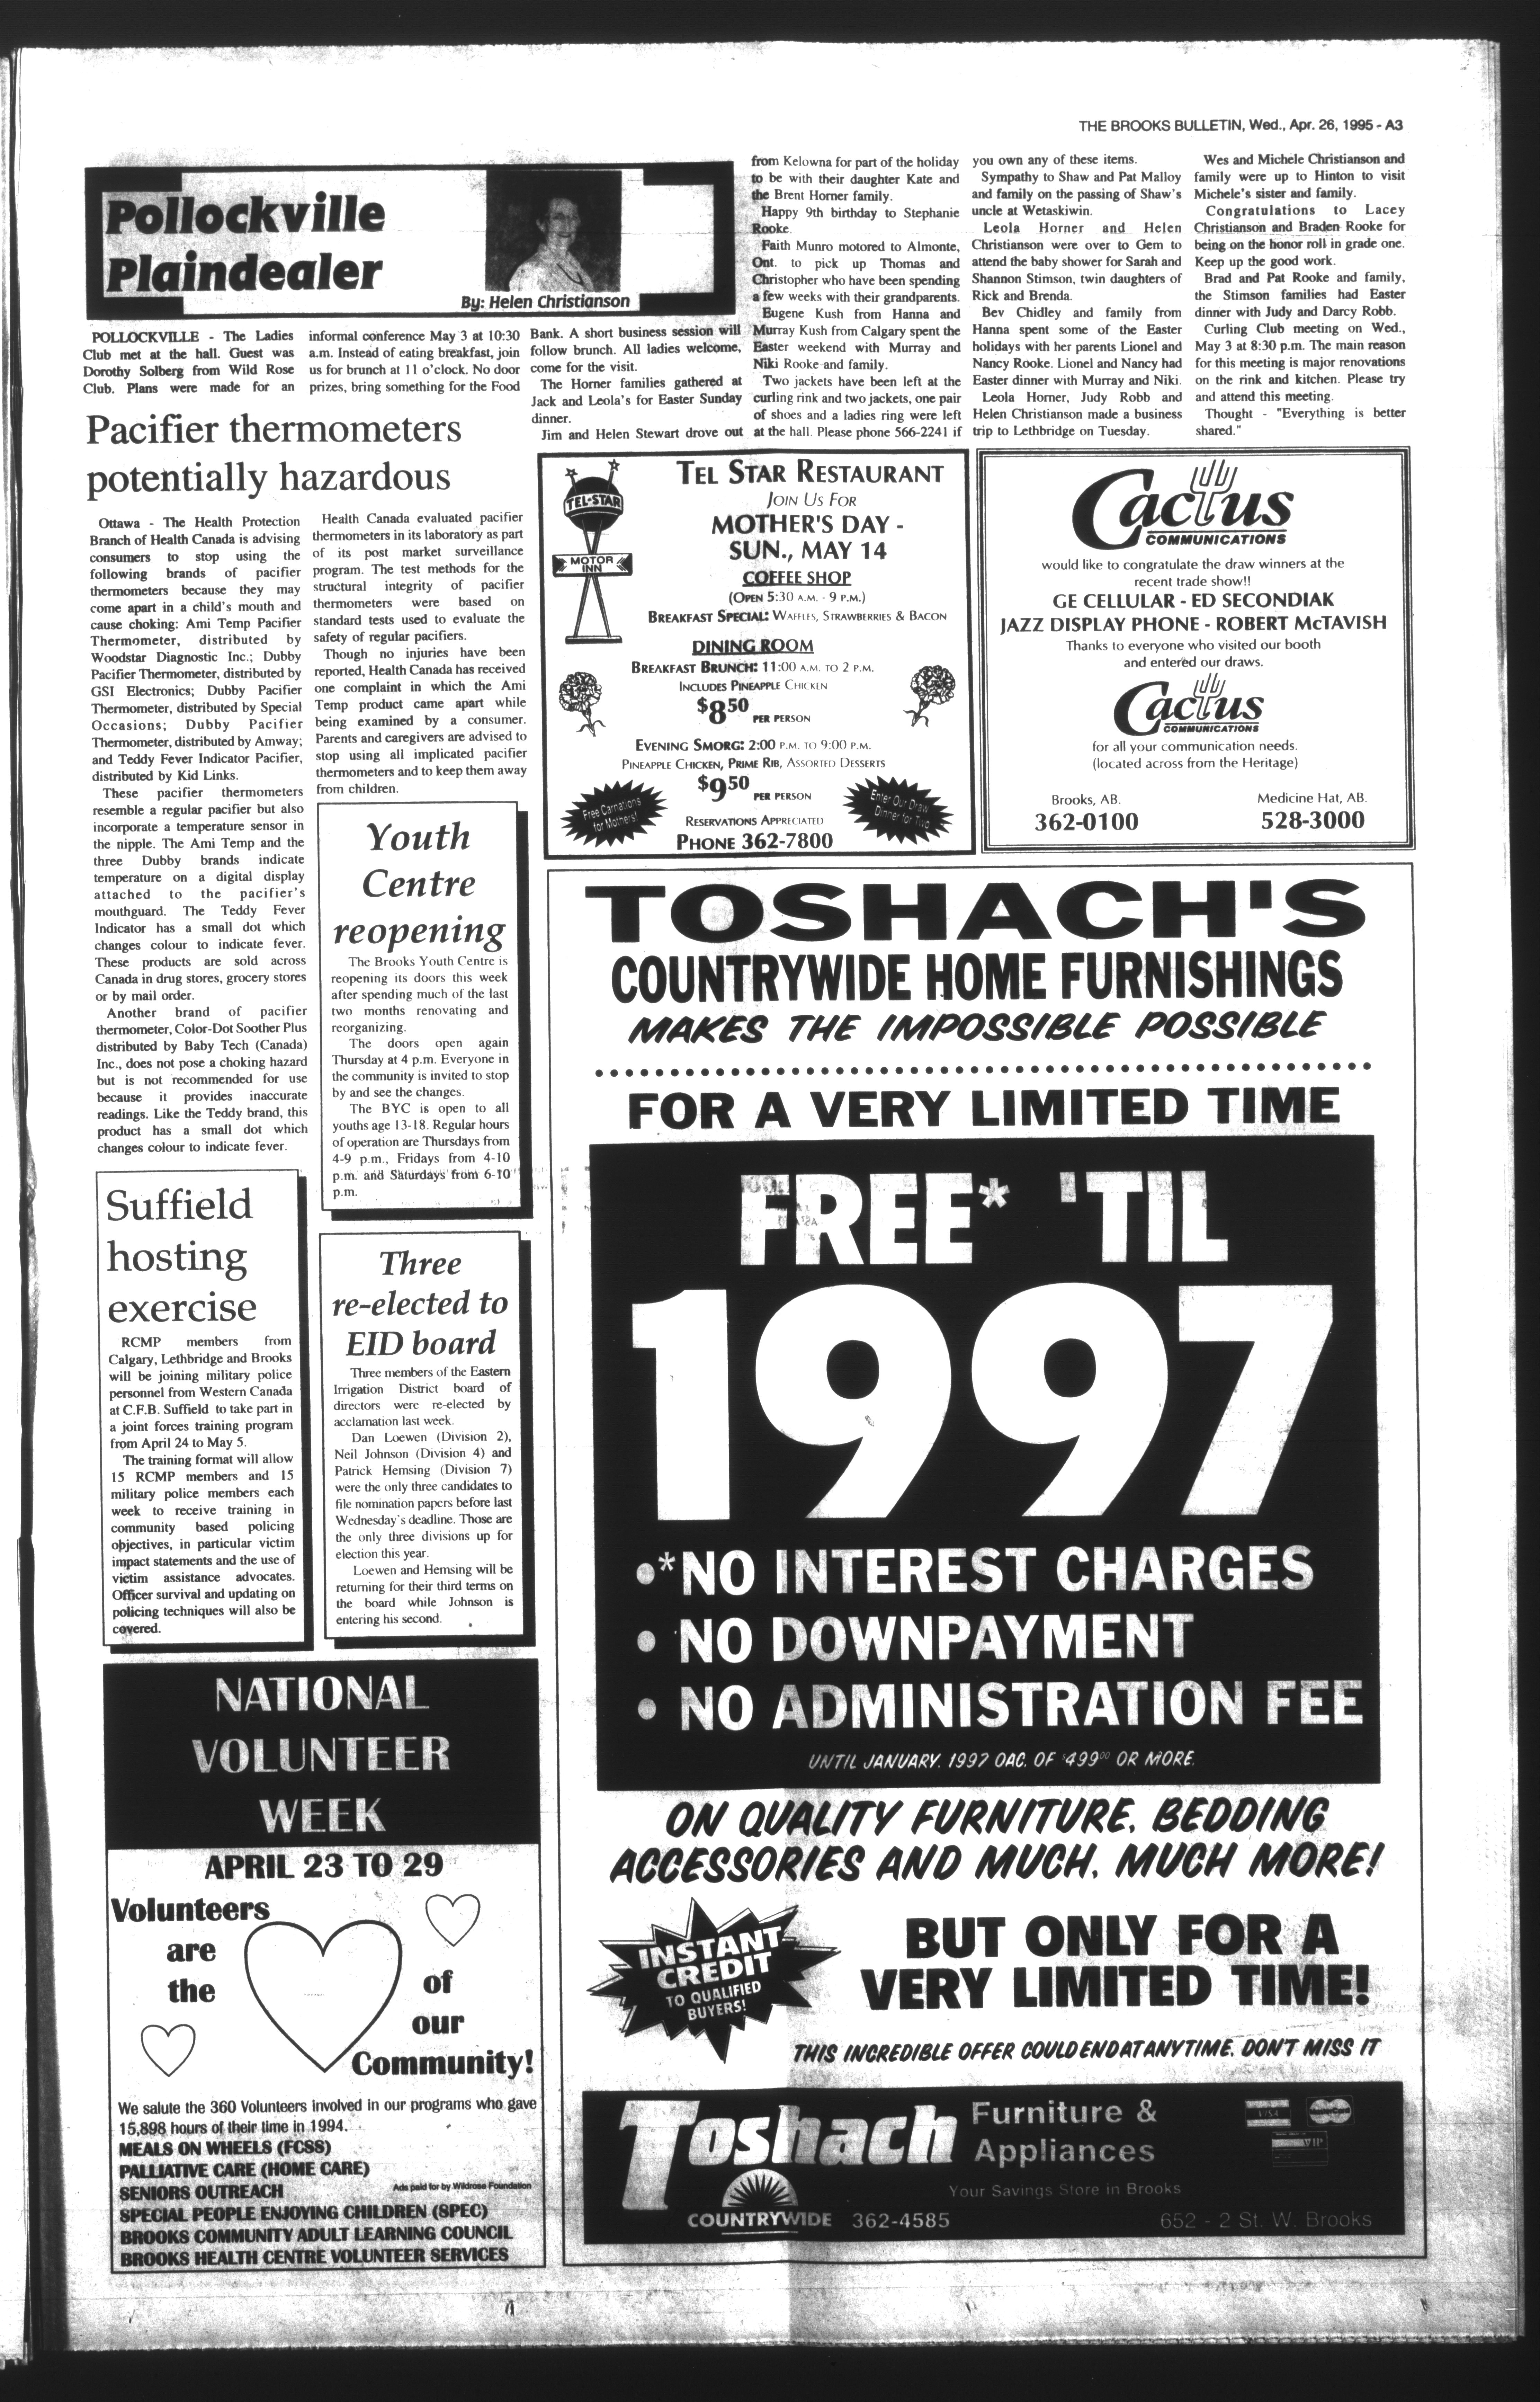 THE BROOKS BULLETIN, Wed., Apr. 26, 1995 - A3
Pollockville
Plaindealer
By: Helen Christianson
POLLOCKVILLE - The Ladies
Club met at the hall. Guest was
Dorothy Solberg from Wild Rose
Club. Plans were made for an
informal conference May 3 at 10:30
a.m. Instead of eating breakfast, join
us for brunch at 11 o'clock. No door
prizes, bring something for the Food
Bank. A short business session will
follow brunch. All ladies welcome,
come for the visit.
The Horner families gathered at
Jack and Leola's for Easter Sunday
dinner.
Jim and Helen Stewart drove out
from Kelowna for part of the holiday
to be with their daughter Kate and
the Brent Horner family.
Happy 9th birthday to Stephanie
Rooke.
Faith Munro motored to Almonte,
Ont. to pick up Thomas and
Christopher who have been spending
a few weeks with their grandparents.
Eugene Kush from Hanna and
Murray Kush from Calgary spent the
Easter weekend with Murray and
Niki Rooke and family.
Two jackets have been left at the
curling rink and two jackets, one pair
of shoes and a ladies ring were left
at the hall. Please phone 566-2241 if
you own any of these items.
Sympathy to Shaw and Pat Malloy
and family on the passing of Shaw's
uncle at Wetaskiwin.
Leola Horner and Helen
Christianson were over to Gem to
attend the baby shower for Sarah and
Shannon Stimson, twin daughters of
Rick and Brenda.
Bev Chidley and family from
Hanna spent some of the Easter
holidays with her parents Lionel and
Nancy Rooke. Lionel and Nancy had
Easter dinner with Murray and Niki.
Leola Horner, Judy Robb and
Helen Christianson made a business
trip to Lethbridge on Tuesday.
Wes and Michele Christianson and
family were up to Hinton to visit
Michele's sister and family.
Congratulations to Lacey
Christianson and Braden Rooke for
being on the honor roll in grade one.
Keep up the good work.
Brad and Pat Rooke and family,
the Stimson families had Easter
dinner with Judy and Darcy Robb.
Curling Club meeting on Wed.,
May 3 at 8:30 p.m. The main reason
for this meeting is major renovations
on the rink and kitchen. Please try
and attend this meeting.
Thought - "Everything is better
shared."
Pacifier thermometers
potentially hazardous
Ottawa - The Health Protection
Branch of Health Canada is advising
consumers to stop using the
following brands of pacifier
thermometers because they may
come apart in a child's mouth and
cause choking: Ami Temp Pacifier
Thermometer, distributed by
Woodstar Diagnostic Inc.; Dubby
Pacifier Thermometer, distributed by
GSI Electronics; Dubby Pacifier
Thermometer, distributed by Special
Occasions; Dubby Pacifier
Thermometer, distributed by Amway;
and Teddy Fever Indicator Pacifier,
distributed by Kid Links.
These pacifier thermometers
resemble a regular pacifier but also
incorporate a temperature sensor in
the nipple. The Ami Temp and the
three Dubby brands indicate
temperature on a digital display
attached to the pacifier's
mouthguard. The Teddy Fever
Indicator has a small dot which
changes colour to indicate fever.
These products are sold across
Canada in drug stores, grocery stores
or by mail order.
Another brand of pacifier
thermometer, Color-Dot Soother Plus
distributed by Baby Tech (Canada)
Inc., does not pose a choking hazard
but is not recommended for use
because it provides inaccurate
readings. Like the Teddy brand, this
product has a small dot which
changes colour to indicate fever.
Health Canada evaluated pacifier
thermometers in its laboratory as part
of its post market surveillance
program. The test methods for the
structural integrity of pacifier
thermometers were based on
standard tests used to evaluate the
safety of regular pacifiers.
Though no injuries have been
reported, Health Canada has received
one complaint in which the Ami
Temp product came apart while
being examined by a consumer.
Parents and caregivers are advised to
stop using all implicated pacifier
thermometers and to keep them away
from children.
Youth
Centre
reopening
The Brooks Youth Centre is
reopening its doors this week
after spending much of the last
two months renovating and
reorganizing.
The doors open again
Thursday at 4 p.m. Everyone in
the community is invited to stop
by and see the changes.
The BYC is open to all
youths age 13-18. Regular hours
of operation are Thursdays from
4-9 p.m., Fridays from 4-10
p.m. and Saturdays from 6-10
p.m.
Suffield
hosting
exercise
RCMP members from
Calgary, Lethbridge and Brooks
will be joining military police
personnel from Western Canada
at C.F.B. Suffield to take part in
a joint forces training program
from April 24 to May 5.
The training format will allow
15 RCMP members and 15
military police members each
week to receive training in
community based policing
objectives, in particular victim
impact statements and the use of
victim assistance advocates.
Officer survival and updating on
policing techniques will also be
covered.
Three
re-elected to
EID board
Three members of the Eastern
Irrigation District board of
directors were re-elected by
acclamation last week.
Dan Loewen (Division 2),
Neil Johnson (Division 4) and
Patrick Hemsing (Division 7)
were the only three candidates to
file nomination papers before last
Wednesday's deadline. Those are
the only three divisions up for
election this year.
Loewen and Hemsing will be
returning for their third terms on
the board while Johnson is
entering his second.
NATIONAL
VOLUNTEER
WEEK
APRIL 23 TO 29
Volunteers
are
the
of
our
Community!
We salute the 360 Volunteers involved in our programs who gave
15,898 hours of their time in 1994.
MEALS ON WHEELS (FCSS)
PALLIATIVE CARE (HOME CARE)
SENIORS OUTREACH
Ads paid for by Wildrose Foundation
SPECIAL PEOPLE ENJOYING CHILDREN (SPEC)
BROOKS COMMUNITY ADULT LEARNING COUNCIL
BROOKS HEALTH CENTRE VOLUNTEER SERVICES
TEL-STAR
MOTOR
INN
TEL STAR RESTAURANT
JOIN US FOR
MOTHER'S DAY -
SUN., MAY 14
COFFEE SHOP
(OPEN 5:30 A.M. - 9 P.M.)
BREAKFAST SPECIAL: WAFFLES, STRAWBERRIES & BACON
DINING ROOM
BREAKFAST BRUNCH: 11:00 A.M. TO 2 P.M.
INCLUDES PINEAPPLE CHICKEN
$8.50 PER PERSON
EVENING SMORG: 2:00 P.M. TO 9:00 P.M.
PINEAPPLE CHICKEN, PRIME RIB, ASSORTED DESSERTS
$9.50 PER PERSON
Free Carnations
for Mothers!
Enter Our Draw
Dinner for Two
RESERVATIONS APPRECIATED
PHONE 362-7800
Cactus
COMMUNICATIONS
would like to congratulate the draw winners at the
recent trade show!!
GE CELLULAR - ED SECONDIAK
JAZZ DISPLAY PHONE - ROBERT McTAVISH
Thanks to everyone who visited our booth
and entered our draws.
Cactus
COMMUNICATIONS
for all your communication needs.
(located across from the Heritage)
Brooks, AB.
362-0100
Medicine Hat, AB.
528-3000
TOSHACH'S
COUNTRYWIDE HOME FURNISHINGS
MAKES THE IMPOSSIBLE POSSIBLE
FOR A VERY LIMITED TIME
FREE* 'TIL
1997
•*NO INTEREST CHARGES
• NO DOWNPAYMENT
• NO ADMINISTRATION FEE
UNTIL JANUARY. 1997 OAC. OF $499.00 OR MORE.
ON QUALITY FURNITURE, BEDDING
ACCESSORIES AND MUCH, MUCH MORE!
INSTANT
CREDIT
TO QUALIFIED
BUYERS!
BUT ONLY FOR A
VERY LIMITED TIME!
THIS INCREDIBLE OFFER COULD END AT ANYTIME. DON'T MISS IT
Toshach
Furniture &
Appliances
VISA
MasterCard
VIP
Your Savings Store in Brooks
COUNTRYWIDE 362-4585
652 - 2 St. W. Brooks